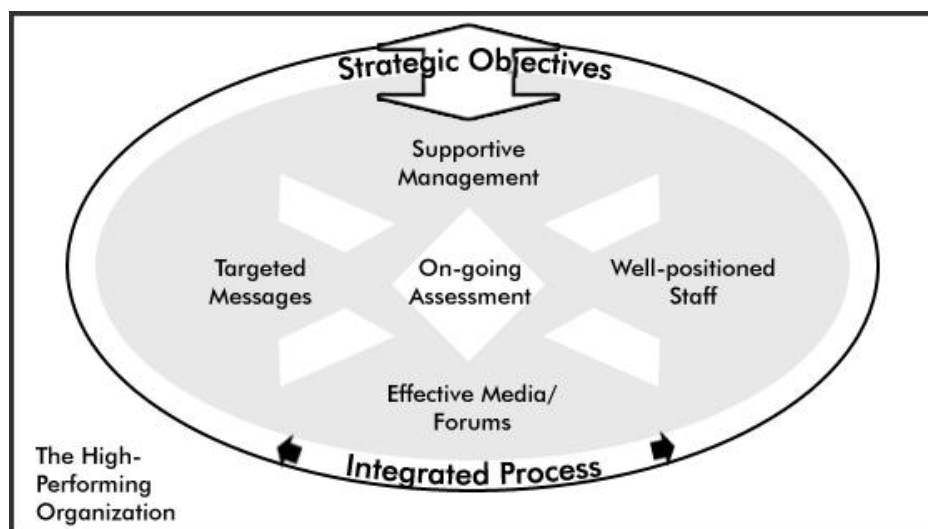 Strategic Objectives
Supportive
Management
Targeted
Messages
On-going
Assessment
Well-positioned
Staff
Effective Media/
Forums
Integrated Process
The High-
Performing
Organization